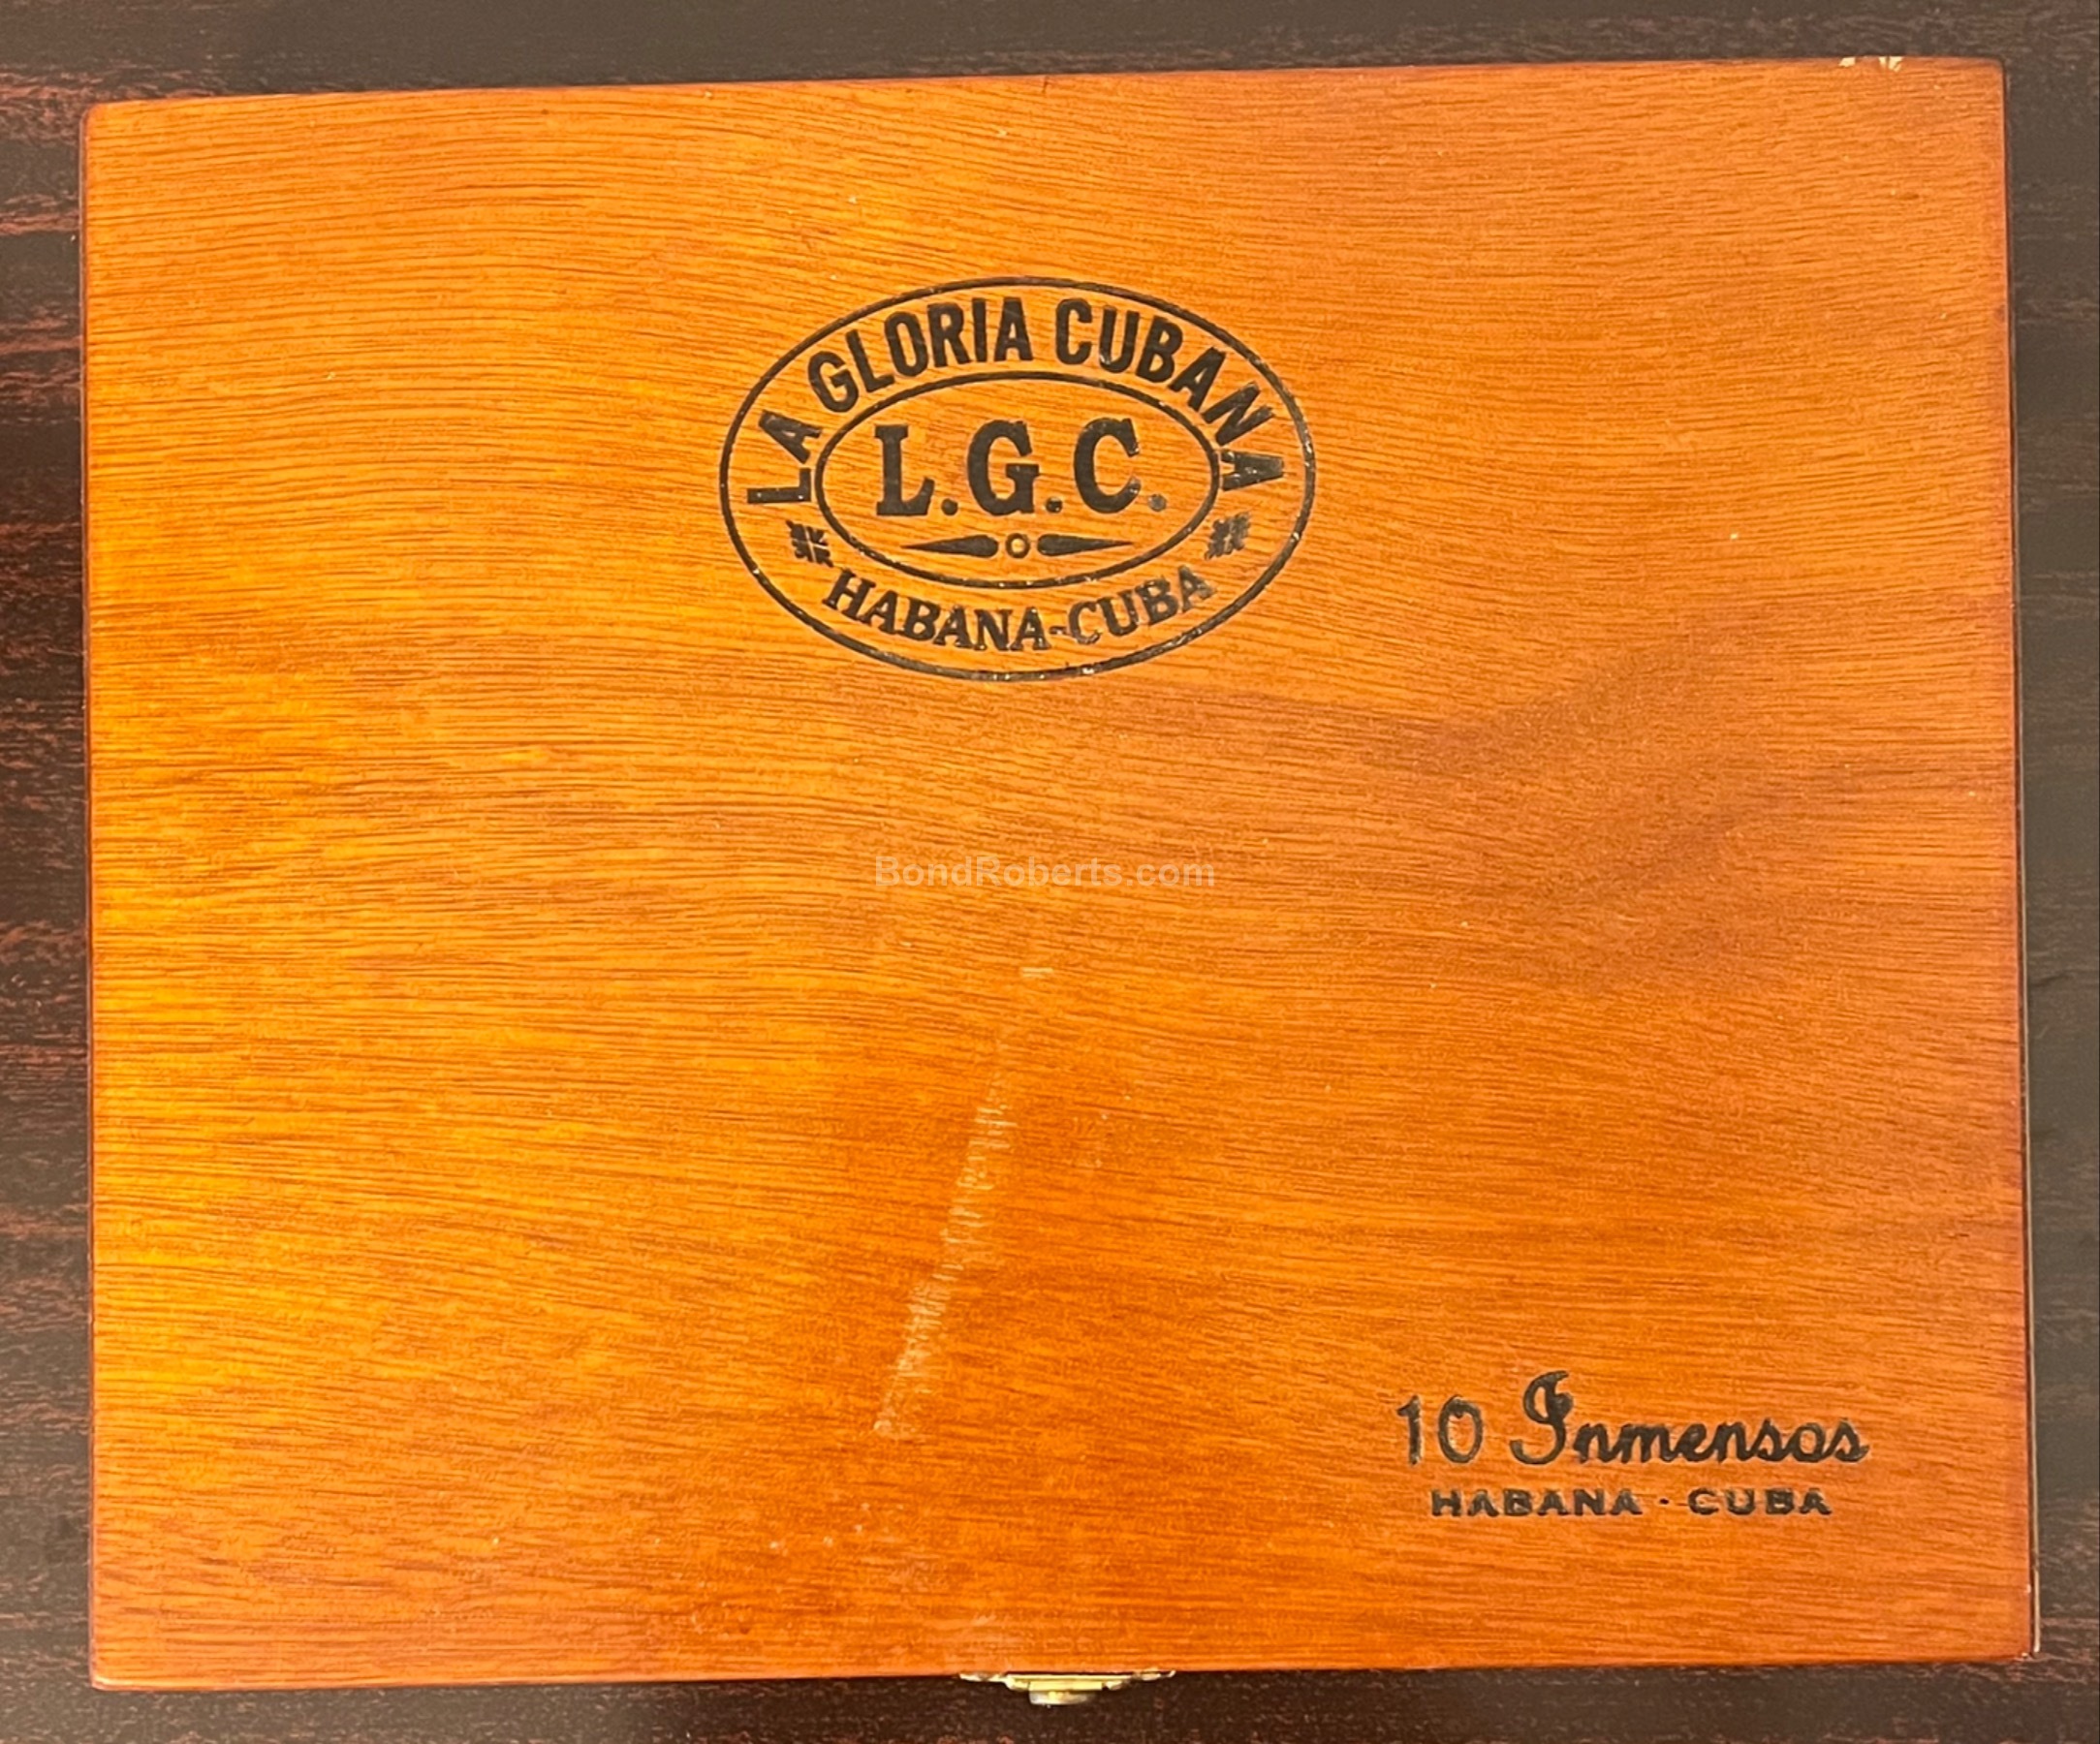 LA GLORIA CUBANA
L.G.C.
HABANA-CUBA
BondRoberts.com
10 Inmensos
HABANA · CUBA